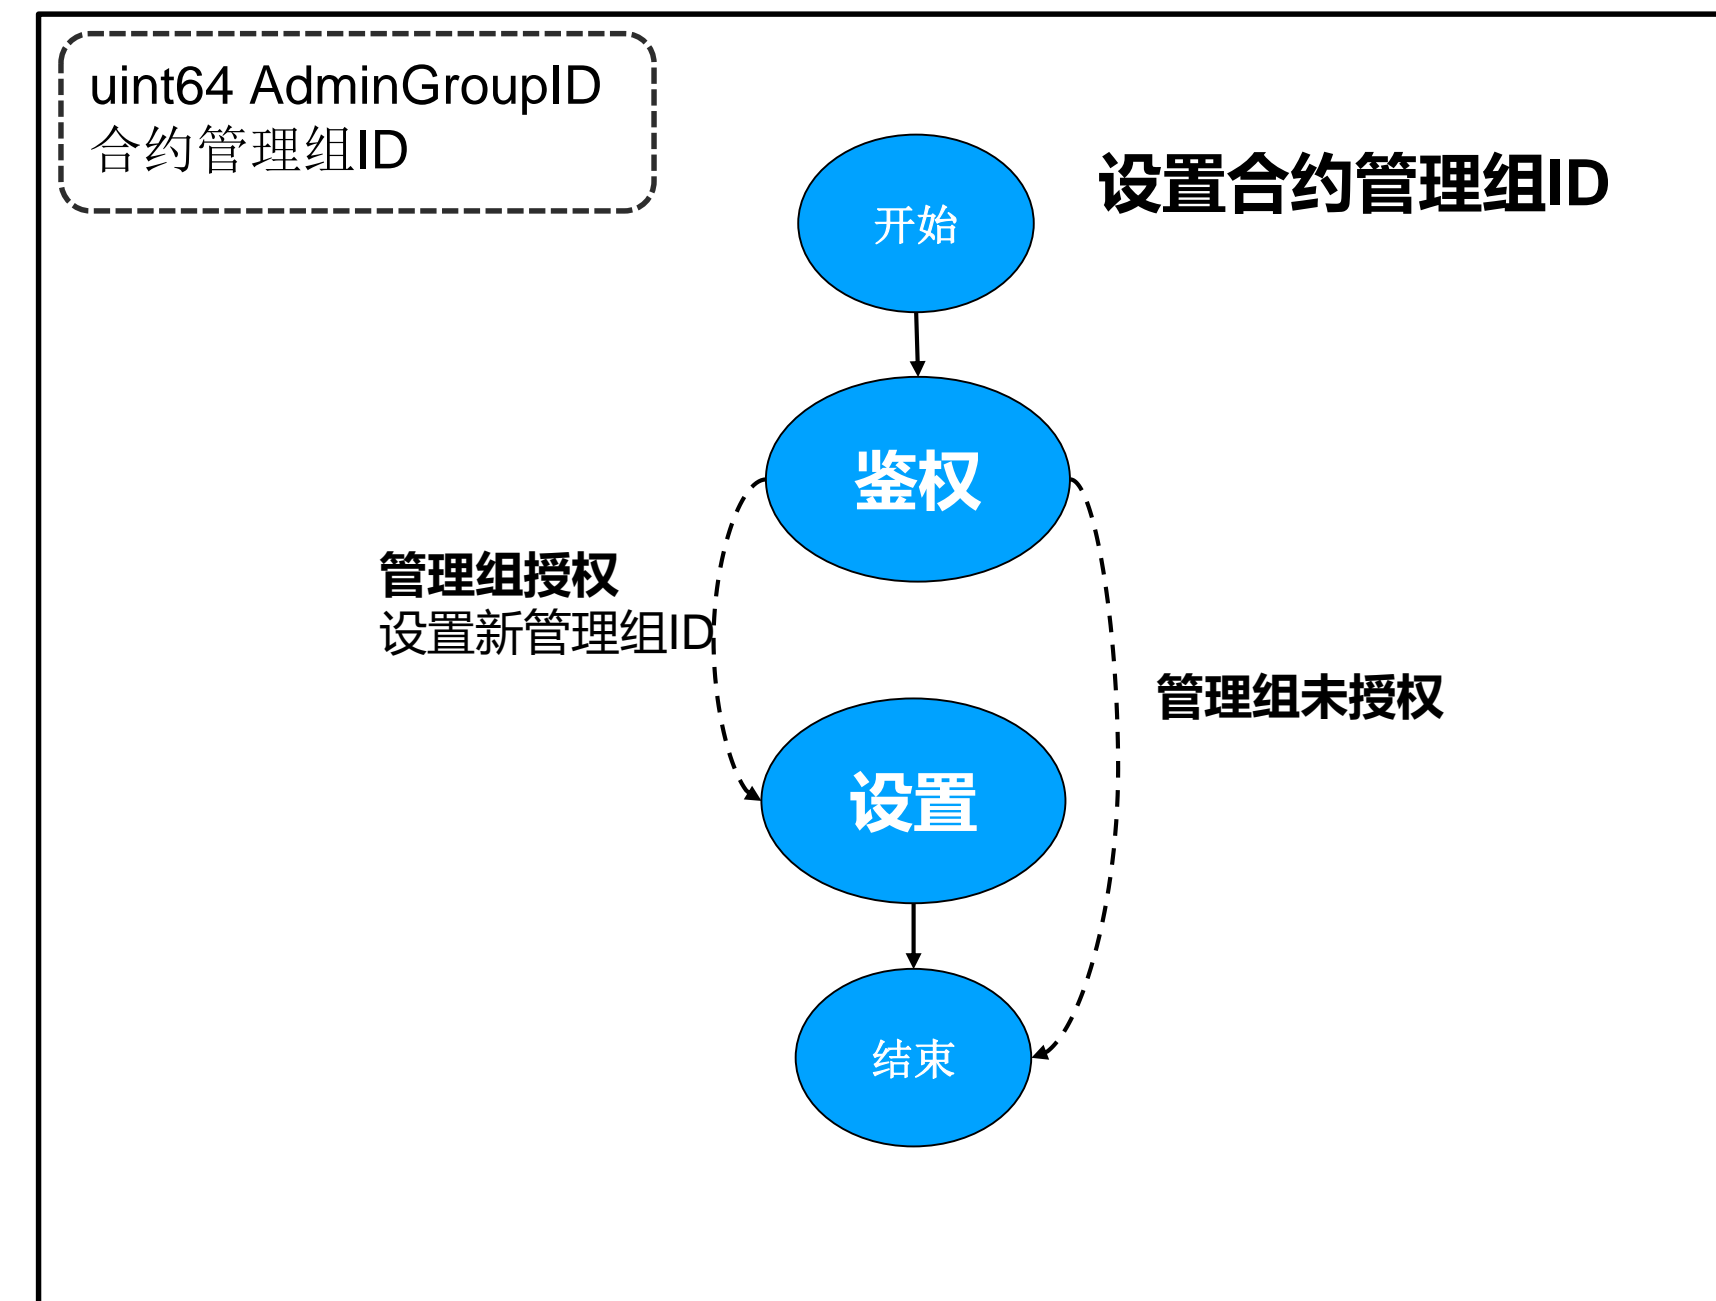 uint64 AdminGroupID
合约管理组ID
设置合约管理组ID
开始
鉴权
管理组授权
设置新管理组ID
管理组未授权
设置
结束